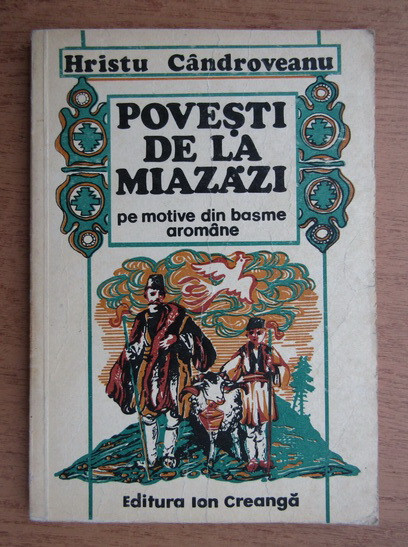 Hristu Cândroveanu
POVEȘTI
DE LA
MIAZĂZI
pe motive din basme
aromâne
Editura Ion Creangă